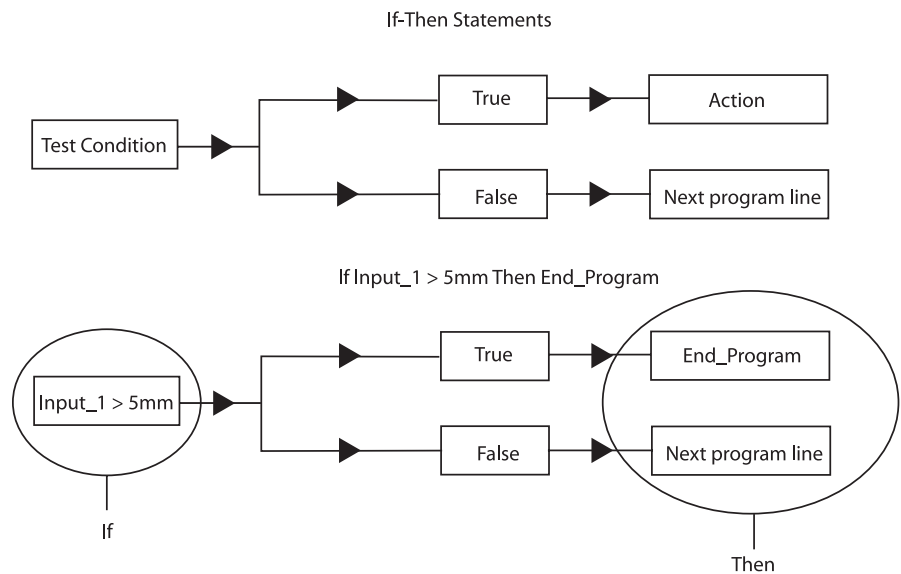 If-Then Statements
True
Action
Test Condition
False
Next program line
If Input_1 > 5mm Then End_Program
True
End_Program
Input_1 > 5mm
False
Next program line
If
Then